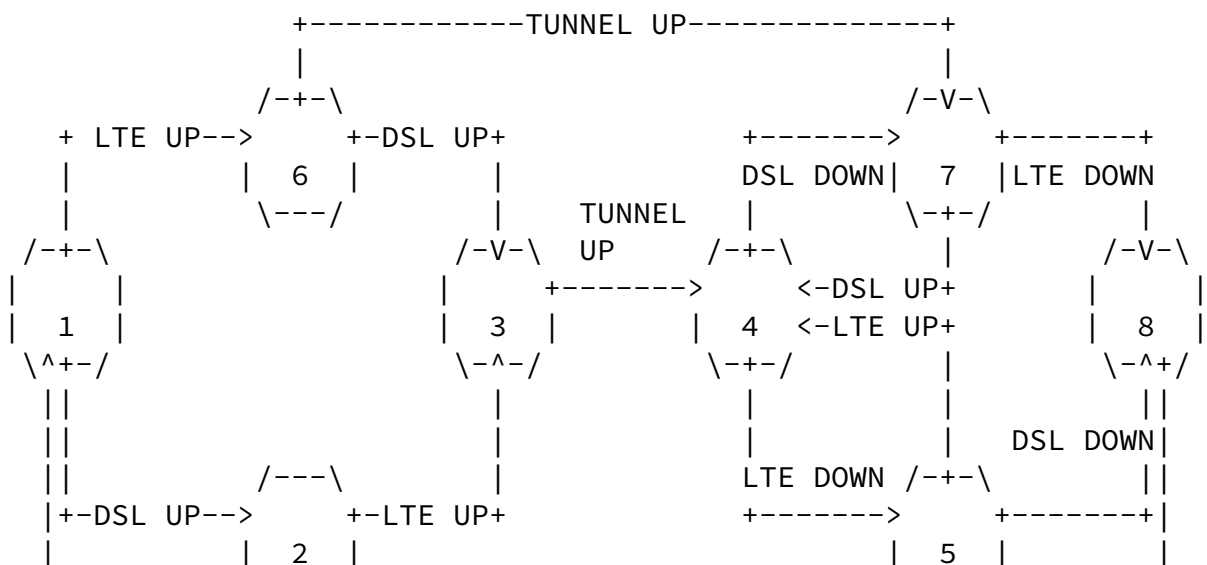 +------------TUNNEL UP--------------+
|                                   |
/-+-\                               /-V-\
+ LTE UP-->     +-DSL UP+             +------->     +-------+
|         |  6  |       |             DSL DOWN|  7  |LTE DOWN
|          \---/        |    TUNNEL   |        \-+-/        |
/-+-\                 /-V-\  UP     /-+-\          |        /-V-\
|     |               |     +------->     <-DSL UP+       |     |
|  1  |               |  3  |       |  4  <-LTE UP+       |  8  |
\^+-/                 \-^-/         \-+-/          |        \-^+/
||                      |             |          |          ||
||                      |             |          |   DSL DOWN|
||         /---\        |             LTE DOWN /-+-\        ||
|+-DSL UP-->     +-LTE UP+             +------->     +-------+|
|         |  2  |                             |  5  |        |